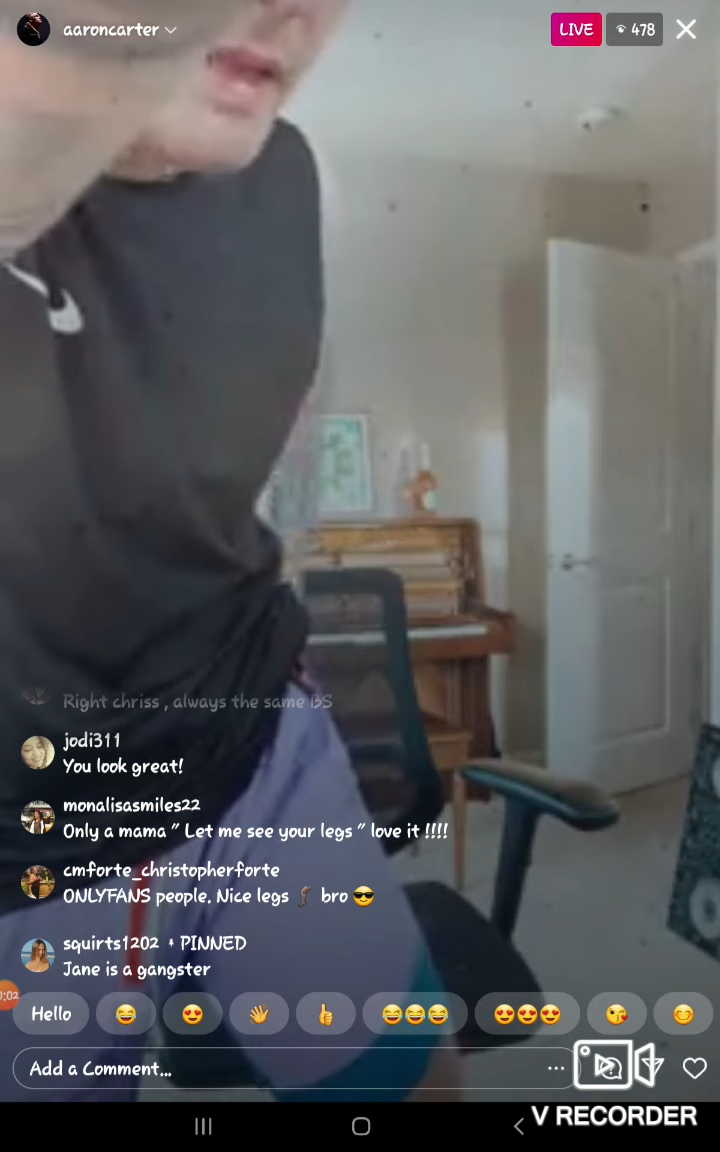 aaroncarter
LIVE
478
Right chriss , always the same BS
jodi311
You look great!
monalisasmiles22
Only a mama " Let me see your legs " love it !!!!
cmforte_christopherforte
ONLYFANS people. Nice legs 🦵 bro 😎
squirts1202 • PINNED
Jane is a gangster
0:02
Hello 😂 😍 👋 👍 😂😂😂 😍😍😍 😘 😊
Add a Comment...
V RECORDER